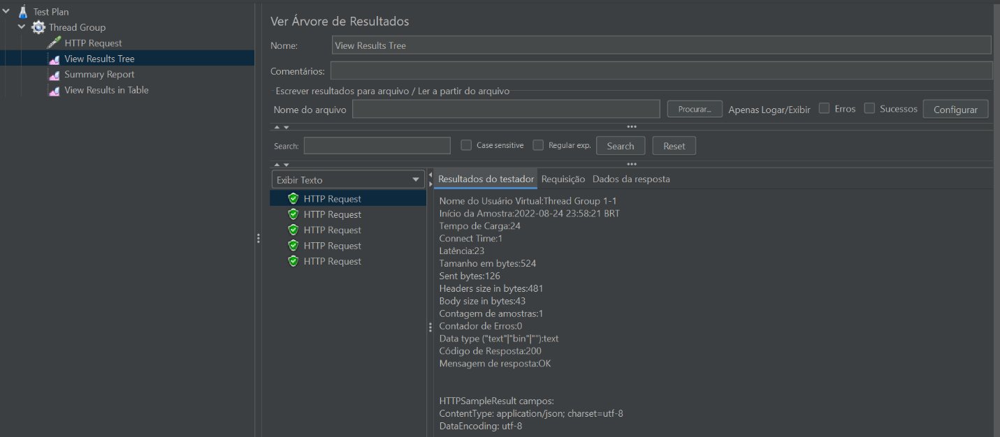 Test Plan
Thread Group
HTTP Request
View Results Tree
Summary Report
View Results in Table
Ver Árvore de Resultados
Nome: View Results Tree
Comentários:
Escrever resultados para arquivo / Ler a partir do arquivo
Nome do arquivo Procurar... Apenas Logar/Exibir Erros Sucessos Configurar
Search: Case sensitive Regular exp. Search Reset
Exibir Texto
HTTP Request
HTTP Request
HTTP Request
HTTP Request
HTTP Request
Resultados do testador Requisição Dados da resposta
Nome do Usuário Virtual:Thread Group 1-1
Início da Amostra:2022-08-24 23:58:21 BRT
Tempo de Carga:24
Connect Time:1
Latência:23
Tamanho em bytes:524
Sent bytes:126
Headers size in bytes:481
Body size in bytes:43
Contagem de amostras:1
Contador de Erros:0
Data type ("text"|"bin"|""):text
Código de Resposta:200
Mensagem de resposta:OK
HTTPSampleResult campos:
ContentType: application/json; charset=utf-8
DataEncoding: utf-8